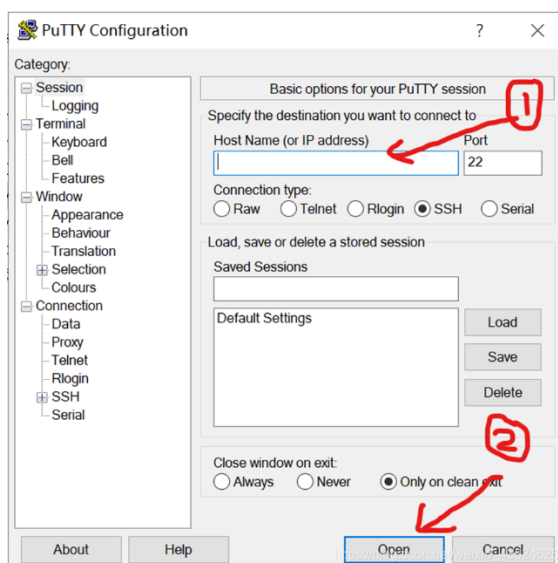 PuTTY Configuration
?
Category:
Session
Logging
Terminal
Keyboard
Bell
Features
Window
Appearance
Behaviour
Translation
Selection
Colours
Connection
Data
Proxy
Telnet
Rlogin
SSH
Serial
Basic options for your PuTTY session
1
Specify the destination you want to connect to
Host Name (or IP address) Port
22
Connection type:
Raw Telnet Rlogin SSH Serial
Load, save or delete a stored session
Saved Sessions
Default Settings
Load
Save
Delete
2
Close window on exit:
Always Never Only on clean exit
About Help Open Cancel